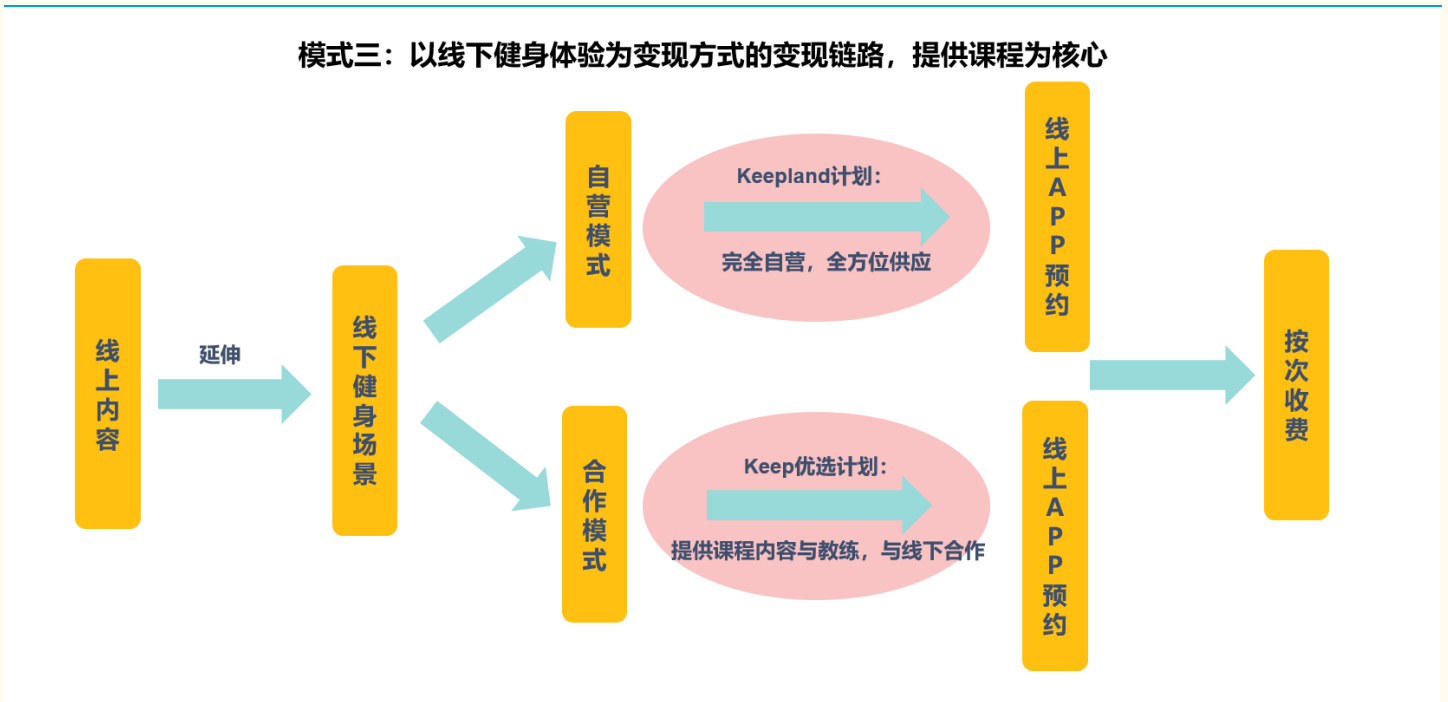 模式三：以线下健身体验为变现方式的变现链路，提供课程为核心
线上内容
延伸
线下健身场景
自营模式
Keepland计划：
完全自营，全方位供应
线上APP预约
合作模式
Keep优选计划：
提供课程内容与教练，与线下合作
线上APP预约
按次收费